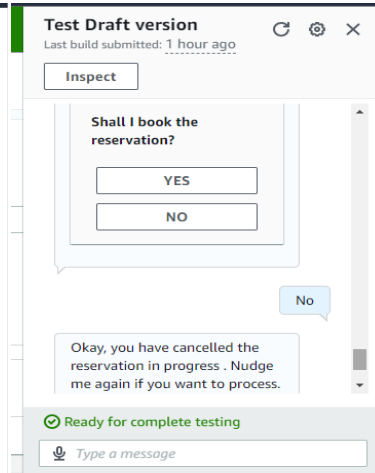 Test Draft version
Last build submitted: 1 hour ago
Inspect
Shall I book the
reservation?
YES
NO
No
Okay, you have cancelled the
reservation in progress . Nudge
me again if you want to process.
Ready for complete testing
Type a message